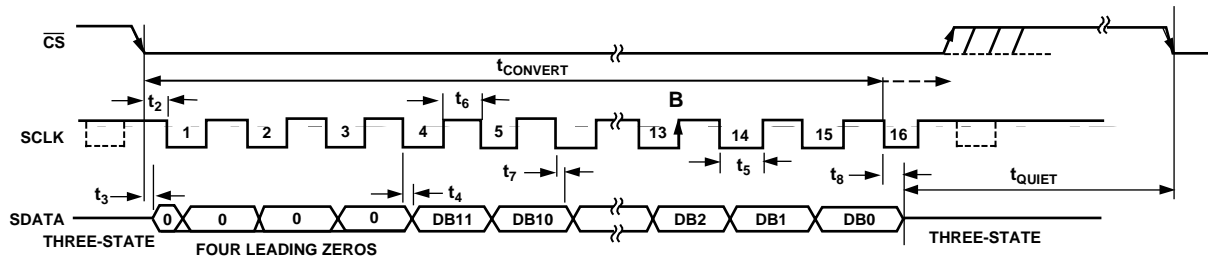 CS
tCONVERT
t2
t6
B
SCLK
1 2 3 4 5 13 14 15 16
t3
t4
t7
t5
t8
tQUIET
SDATA
0 0 0 0 DB11 DB10 DB2 DB1 DB0
THREE-STATE
FOUR LEADING ZEROS
THREE-STATE